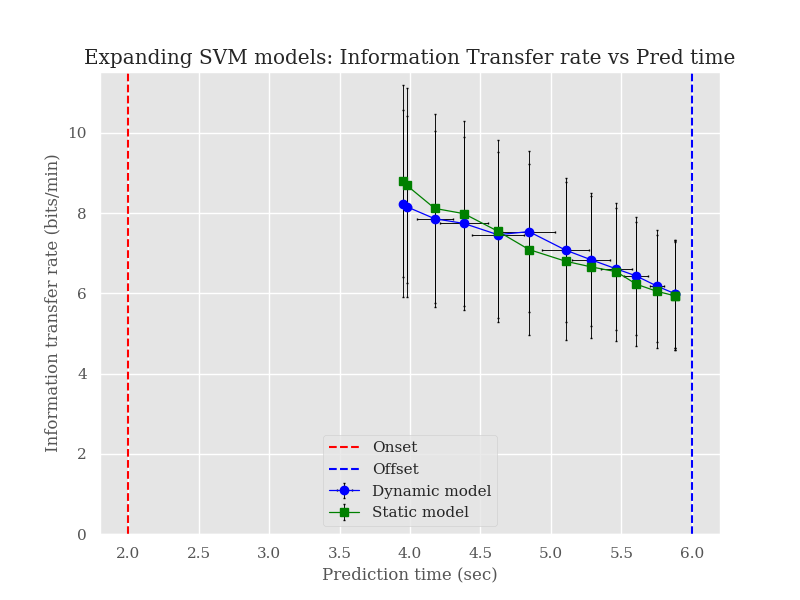 Expanding SVM models: Information Transfer rate vs Pred time
Information transfer rate (bits/min)
10
8
6
4
2
0
2.0 2.5 3.0 3.5 4.0 4.5 5.0 5.5 6.0
Prediction time (sec)
Onset
Offset
Dynamic model
Static model